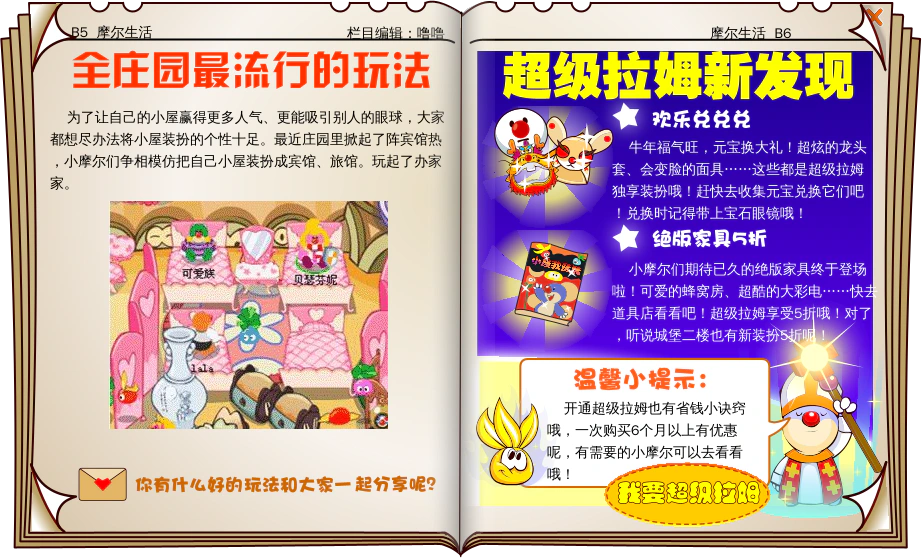 B5 摩尔生活
栏目编辑：噜噜
全庄园最流行的玩法
为了让自己的小屋赢得更多人气、更能吸引别人的眼球，大家
都想尽办法将小屋装扮的个性十足。最近庄园里掀起了阵宾馆热
，小摩尔们争相模仿把自己小屋装扮成宾馆、旅馆。玩起了办家
家。
可爱族
贝瑟芬妮
lala
你有什么好的玩法和大家一起分享呢？
摩尔生活 B6
超级拉姆新发现
欢乐兑兑兑
牛年福气旺，元宝换大礼！超炫的龙头
套、会变脸的面具……这些都是超级拉姆
独享装扮哦！赶快去收集元宝兑换它们吧
！兑换时记得带上宝石眼镜哦！
绝版家具5折
小摩尔们期待已久的绝版家具终于登场
啦！可爱的蜂窝房、超酷的大彩电……快去
道具店看看吧！超级拉姆享受5折哦！对了
，听说城堡二楼也有新装扮5折呢！
温馨小提示：
开通超级拉姆也有省钱小诀窍
哦，一次购买6个月以上有优惠
呢，有需要的小摩尔可以去看看
哦！
我要超级拉姆